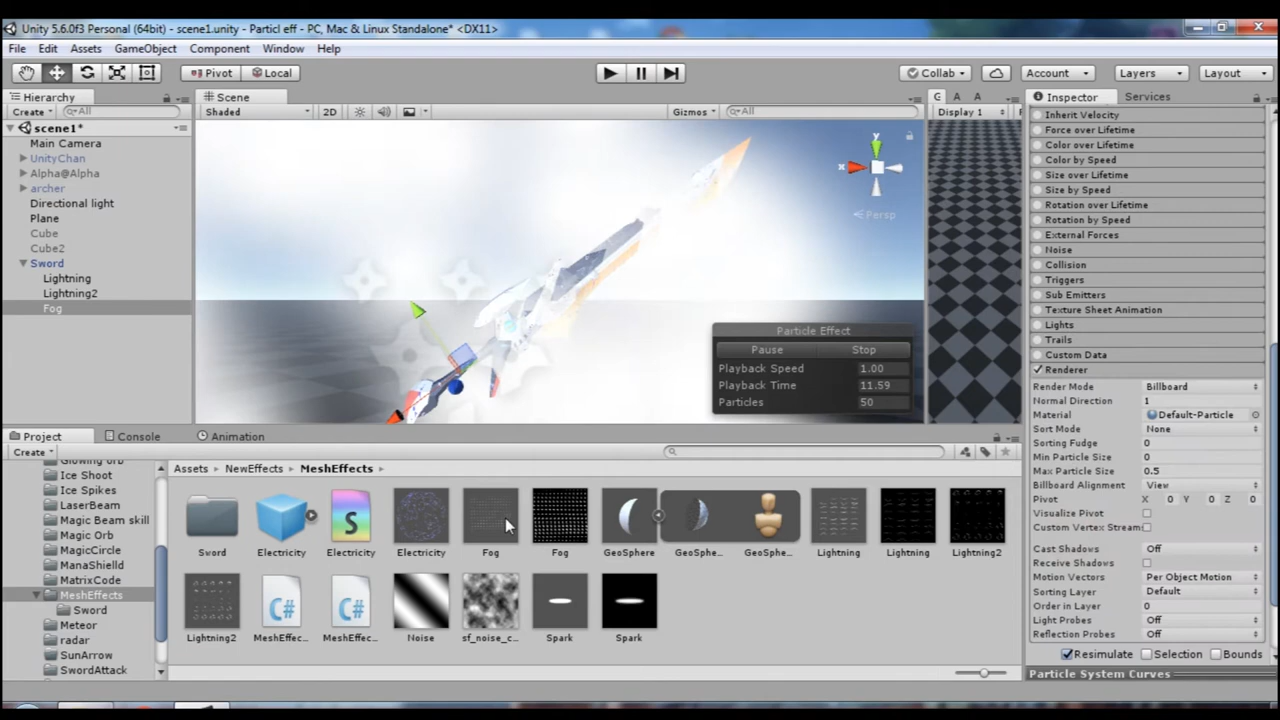 Unity 5.6.0f3 Personal (64bit) - scene1.unity - Particl eff - PC, Mac & Linux Standalone* <DX11>
File Edit Assets GameObject Component Window Help
Pivot Local Collab Account Layers Layout
Hierarchy
Create All
scene1*
Main Camera
UnityChan
Alpha@Alpha
archer
Directional light
Plane
Cube
Cube2
Sword
Lightning
Lightning2
Fog
Scene
Shaded 2D Gizmos All
y
x
Persp
Particle Effect
Pause Stop
Playback Speed 1.00
Playback Time 11.59
Particles 50
G A A
Display 1
Inspector Services
Inherit Velocity
Force over Lifetime
Color over Lifetime
Color by Speed
Size over Lifetime
Size by Speed
Rotation over Lifetime
Rotation by Speed
External Forces
Noise
Collision
Triggers
Sub Emitters
Texture Sheet Animation
Lights
Trails
Custom Data
Renderer
Render Mode Billboard
Normal Direction 1
Material Default-Particle
Sort Mode None
Sorting Fudge 0
Min Particle Size 0
Max Particle Size 0.5
Billboard Alignment View
Pivot X 0 Y 0 Z 0
Visualize Pivot
Custom Vertex Stream
Cast Shadows Off
Receive Shadows
Motion Vectors Per Object Motion
Sorting Layer Default
Order in Layer 0
Light Probes Off
Reflection Probes Off
Resimulate Selection Bounds
Particle System Curves
Project Console Animation
Create
Glowing orb
Ice Shoot
Ice Spikes
LaserBeam
Magic Beam skill
Magic Orb
MagicCircle
ManaShielld
MatrixCode
MeshEffects
Sword
Meteor
radar
SunArrow
SwordAttack
Assets NewEffects MeshEffects
Sword Electricity Electricity Electricity Fog Fog GeoSphere GeoSphe... GeoSphe... Lightning Lightning Lightning2
Lightning2 MeshEffec... MeshEffec... Noise sf_noise_c... Spark Spark
S
C# C#